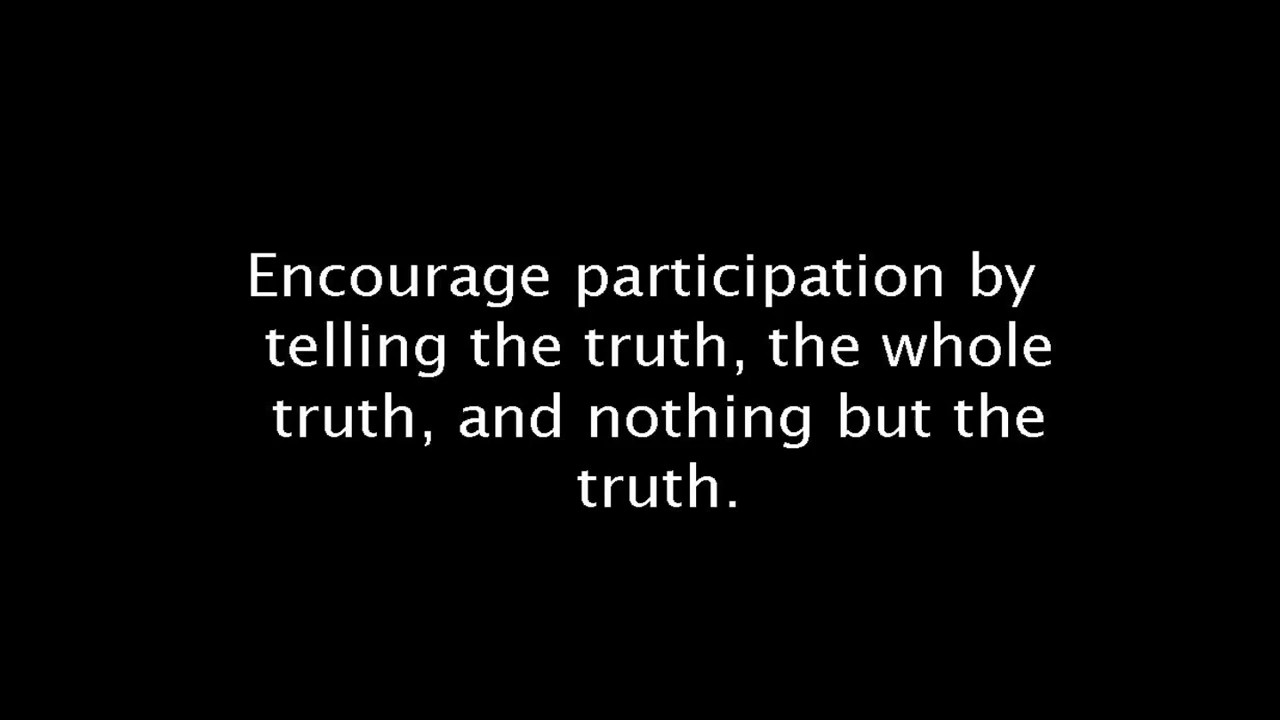 Encourage participation by
telling the truth, the whole
truth, and nothing but the
truth.